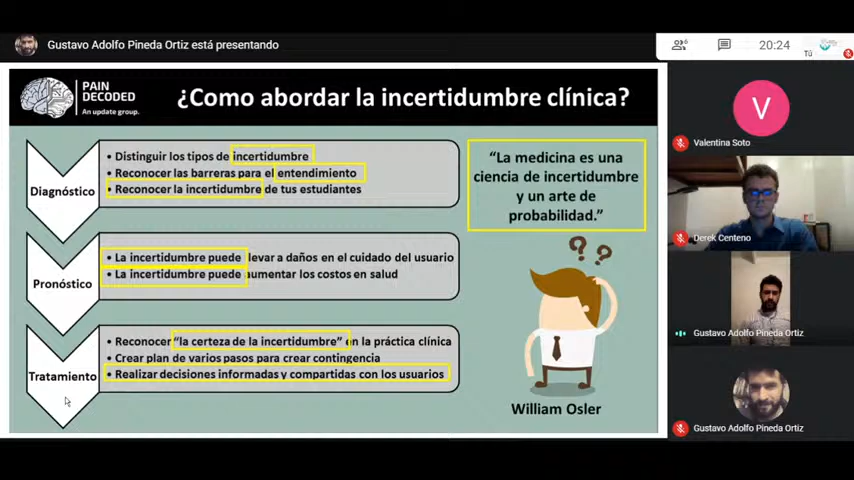 Gustavo Adolfo Pineda Ortiz está presentando
6
20:24
Tú
PAIN
DECODED
An update group.
¿Como abordar la incertidumbre clínica?
Diagnóstico
• Distinguir los tipos de incertidumbre
• Reconocer las barreras para el entendimiento
• Reconocer la incertidumbre de tus estudiantes
Pronóstico
• La incertidumbre puede llevar a daños en el cuidado del usuario
• La incertidumbre puede aumentar los costos en salud
Tratamiento
• Reconocer “la certeza de la incertidumbre” en la práctica clínica
• Crear plan de varios pasos para crear contingencia
• Realizar decisiones informadas y compartidas con los usuarios
“La medicina es una
ciencia de incertidumbre
y un arte de
probabilidad.”
??
William Osler
V
Valentina Soto
Derek Centeno
Gustavo Adolfo Pineda Ortiz
Gustavo Adolfo Pineda Ortiz